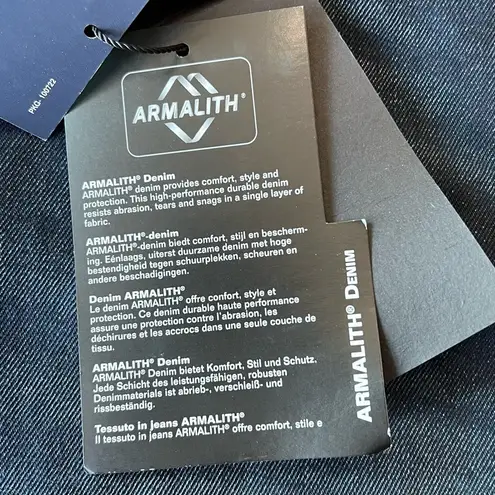 PKG- 100722
ARMALITH®
ARMALITH® Denim
ARMALITH® denim provides comfort, style and
protection. This high-performance durable denim
resists abrasion, tears and snags in a single layer of
fabric.
ARMALITH®-denim
ARMALITH®-denim biedt comfort, stijl en bescherm-
ing. Eénlaags, uiterst duurzame denim met hoge
bestendigheid tegen schuurplekken, scheuren en
andere beschadigingen.
Denim ARMALITH®
Le denim ARMALITH® offre confort, style et
protection. Ce denim durable haute performance
assure une protection contre l'abrasion, les
déchirures et les accrocs dans une seule couche de
tissu.
ARMALITH® Denim
ARMALITH® Denim bietet Komfort, Stil und Schutz.
Jede Schicht des leistungsfähigen, robusten
Denimmaterials ist abrieb-, verschleiß- und
rissbeständig.
Tessuto in jeans ARMALITH®
Il tessuto in jeans ARMALITH® offre comfort, stile e
ARMALITH® DENIM